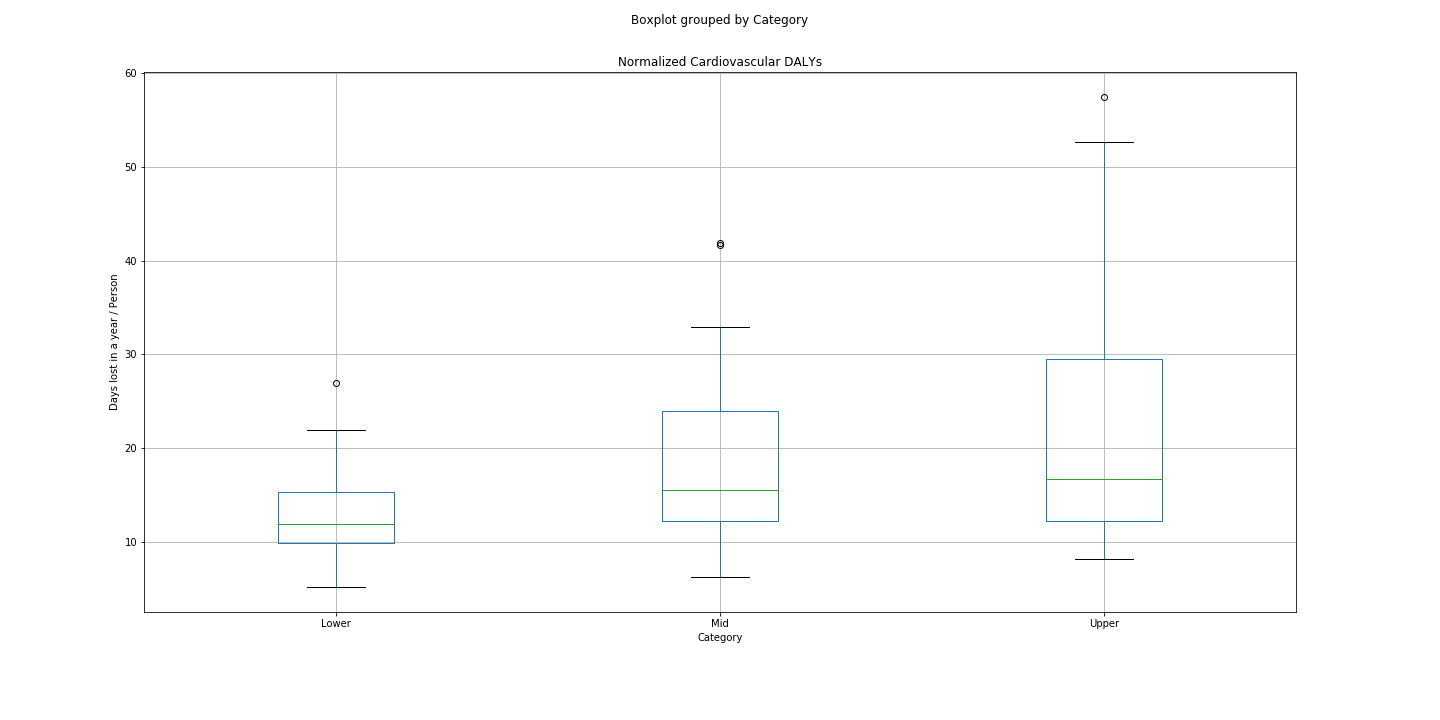 Boxplot grouped by Category
Normalized Cardiovascular DALYs
60
50
40
30
20
10
Days lost in a year / Person
Lower
Mid
Upper
Category